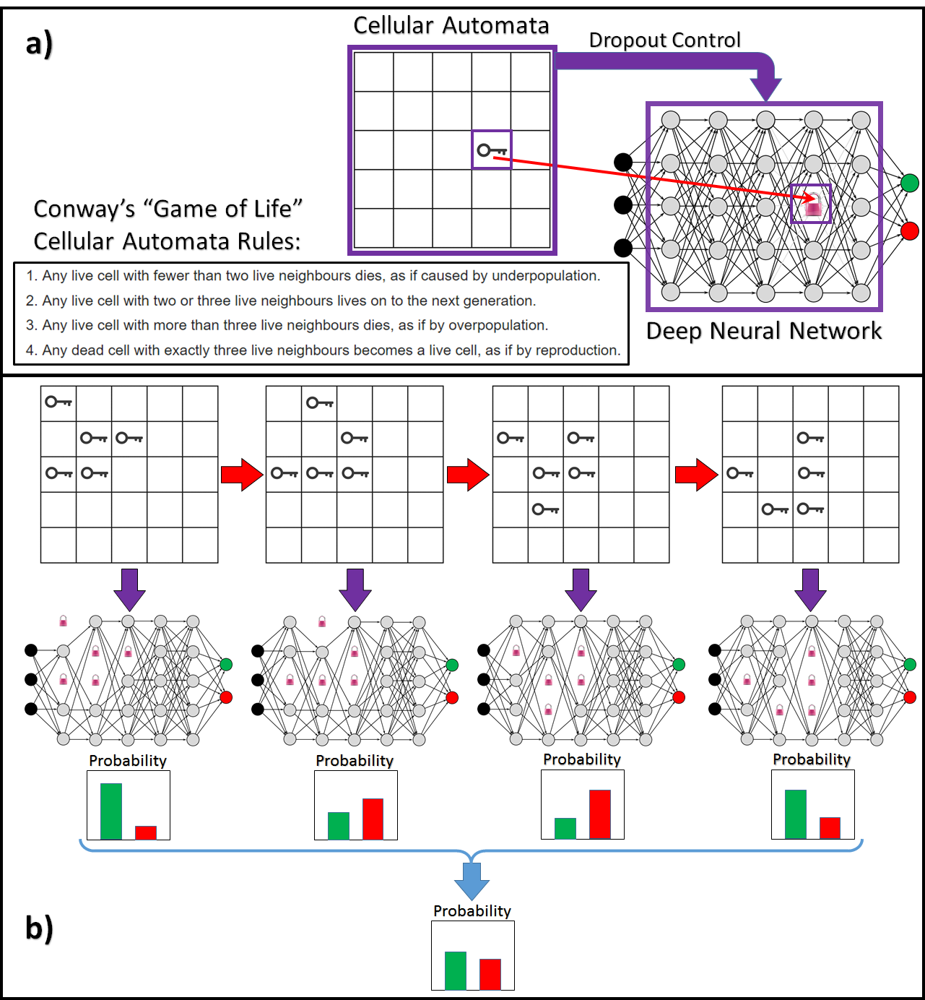 a)
Cellular Automata
Dropout Control
Conway's “Game of Life”
Cellular Automata Rules:
1. Any live cell with fewer than two live neighbours dies, as if caused by underpopulation.
2. Any live cell with two or three live neighbours lives on to the next generation.
3. Any live cell with more than three live neighbours dies, as if by overpopulation.
4. Any dead cell with exactly three live neighbours becomes a live cell, as if by reproduction.
Deep Neural Network
Probability
Probability
Probability
Probability
Probability
b)